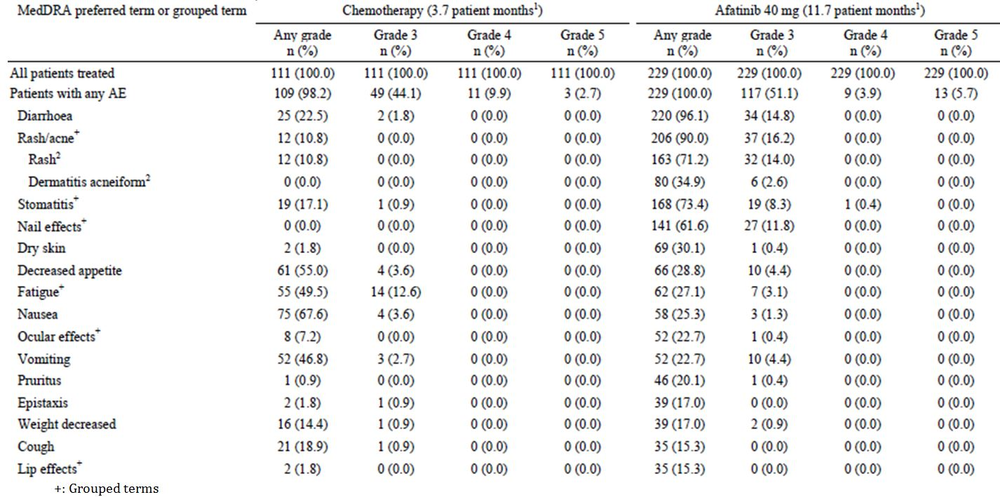 MedDRA preferred term or grouped term Chemotherapy (3.7 patient months¹) Afatinib 40 mg (11.7 patient months¹)
Any grade Grade 3 Grade 4 Grade 5 Any grade Grade 3 Grade 4 Grade 5
n (%) n (%) n (%) n (%) n (%) n (%) n (%) n (%)
All patients treated 111 (100.0) 111 (100.0) 111 (100.0) 111 (100.0) 229 (100.0) 229 (100.0) 229 (100.0) 229 (100.0)
Patients with any AE 109 (98.2) 49 (44.1) 11 (9.9) 3 (2.7) 229 (100.0) 117 (51.1) 9 (3.9) 13 (5.7)
Diarrhoea 25 (22.5) 2 (1.8) 0 (0.0) 0 (0.0) 220 (96.1) 34 (14.8) 0 (0.0) 0 (0.0)
Rash/acne⁺ 12 (10.8) 0 (0.0) 0 (0.0) 0 (0.0) 206 (90.0) 37 (16.2) 0 (0.0) 0 (0.0)
Rash² 12 (10.8) 0 (0.0) 0 (0.0) 0 (0.0) 163 (71.2) 32 (14.0) 0 (0.0) 0 (0.0)
Dermatitis acneiform² 0 (0.0) 0 (0.0) 0 (0.0) 0 (0.0) 80 (34.9) 6 (2.6) 0 (0.0) 0 (0.0)
Stomatitis⁺ 19 (17.1) 1 (0.9) 0 (0.0) 0 (0.0) 168 (73.4) 19 (8.3) 1 (0.4) 0 (0.0)
Nail effects⁺ 0 (0.0) 0 (0.0) 0 (0.0) 0 (0.0) 141 (61.6) 27 (11.8) 0 (0.0) 0 (0.0)
Dry skin 2 (1.8) 0 (0.0) 0 (0.0) 0 (0.0) 69 (30.1) 1 (0.4) 0 (0.0) 0 (0.0)
Decreased appetite 61 (55.0) 4 (3.6) 0 (0.0) 0 (0.0) 66 (28.8) 10 (4.4) 0 (0.0) 0 (0.0)
Fatigue⁺ 55 (49.5) 14 (12.6) 0 (0.0) 0 (0.0) 62 (27.1) 7 (3.1) 0 (0.0) 0 (0.0)
Nausea 75 (67.6) 4 (3.6) 0 (0.0) 0 (0.0) 58 (25.3) 3 (1.3) 0 (0.0) 0 (0.0)
Ocular effects⁺ 8 (7.2) 0 (0.0) 0 (0.0) 0 (0.0) 52 (22.7) 1 (0.4) 0 (0.0) 0 (0.0)
Vomiting 52 (46.8) 3 (2.7) 0 (0.0) 0 (0.0) 52 (22.7) 10 (4.4) 0 (0.0) 0 (0.0)
Pruritus 1 (0.9) 0 (0.0) 0 (0.0) 0 (0.0) 46 (20.1) 1 (0.4) 0 (0.0) 0 (0.0)
Epistaxis 2 (1.8) 1 (0.9) 0 (0.0) 0 (0.0) 39 (17.0) 0 (0.0) 0 (0.0) 0 (0.0)
Weight decreased 16 (14.4) 1 (0.9) 0 (0.0) 0 (0.0) 39 (17.0) 2 (0.9) 0 (0.0) 0 (0.0)
Cough 21 (18.9) 1 (0.9) 0 (0.0) 0 (0.0) 35 (15.3) 0 (0.0) 0 (0.0) 0 (0.0)
Lip effects⁺ 2 (1.8) 0 (0.0) 0 (0.0) 0 (0.0) 35 (15.3) 0 (0.0) 0 (0.0) 0 (0.0)
+: Grouped terms